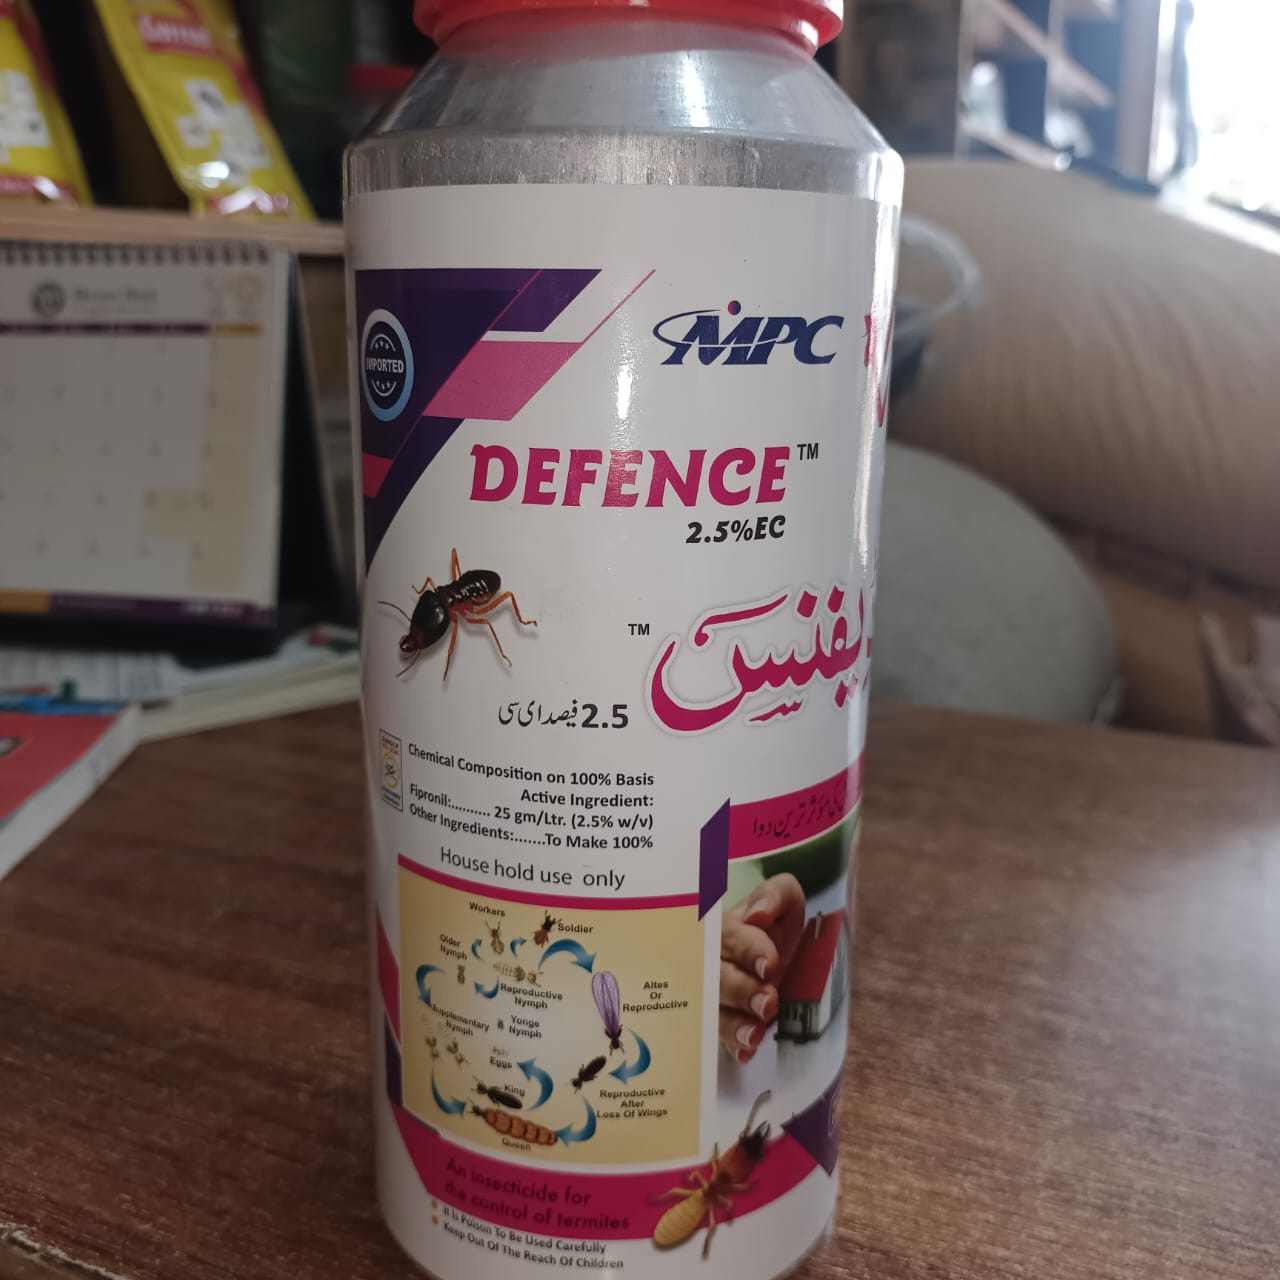 IMPORTED
MPC
DEFENCE™
2.5%EC
™
یفنس
2.5 فیصد ای سی
Chemical Composition on 100% Basis
Active Ingredient:
Fipronil:.......... 25 gm/Ltr. (2.5% w/v)
Other Ingredients:.......To Make 100%
کی مؤثر ترین دوا
House hold use only
Workers
Soldier
Older
Nymph
Reproductive
Nymph
Altes
Or
Reproductive
Supplementary
Nymph
Yonge
Nymph
Eggs
King
Reproductive
After
Loss Of Wings
Queen
An insecticide for
the control of termites
It Is Poison To Be Used Carefully
Keep Out Of The Reach Of Children